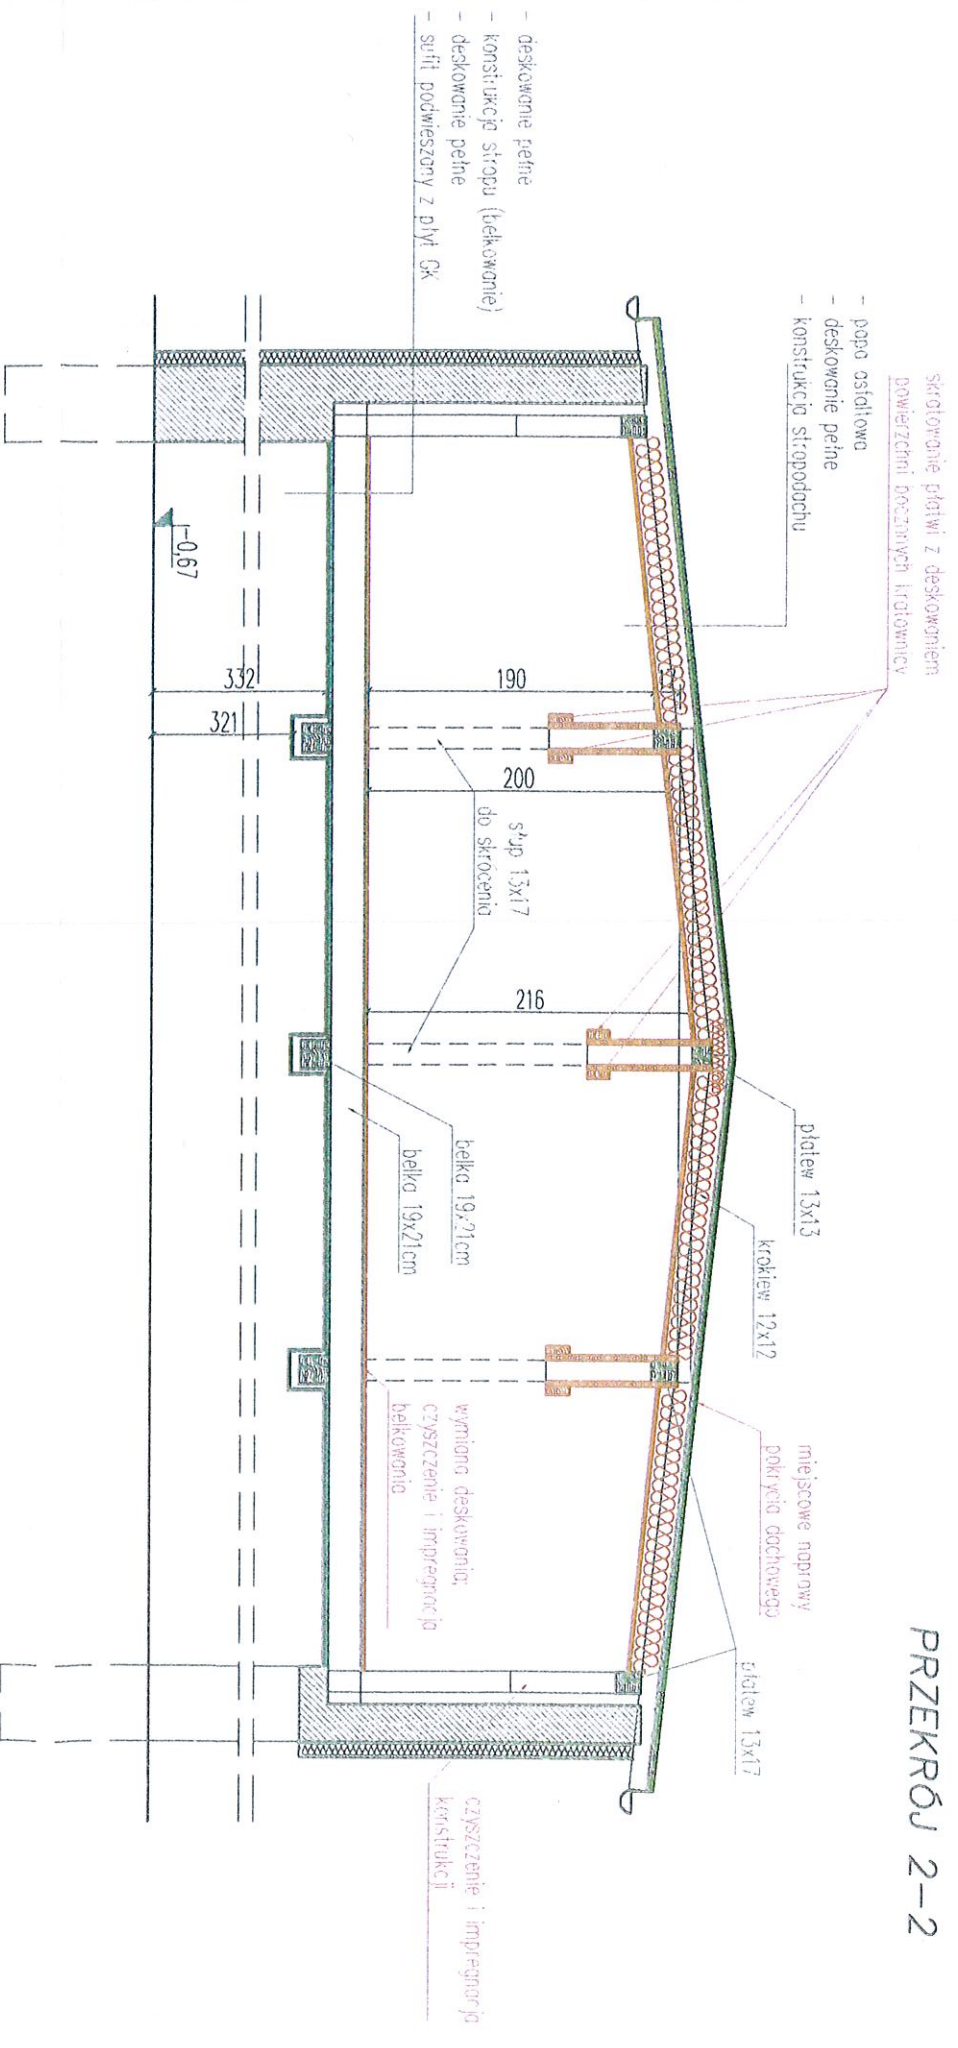 PRZEKRÓJ 2-2
skratowanie płatwi z deskowaniem
powierzchni bocznych kratownicy
- papa asfaltowa
- deskowanie pełne
- konstrukcja stropodachu
płatew 13x13
krokiew 12x12
miejscowe naprawy
pokrycia dachowego
płatew 13x17
- deskowanie pełne
- konstrukcja stropu (belkowanie)
- deskowanie pełne
- sufit podwieszany z płyt GK
190
200
216
słup 13x17
do skrócenia
belka 19x21cm
belka 19x21cm
wymiana deskowania;
czyszczenie i impregnacja
belkowania
czyszczenie i impregnacja
konstrukcji
332
321
-0,67